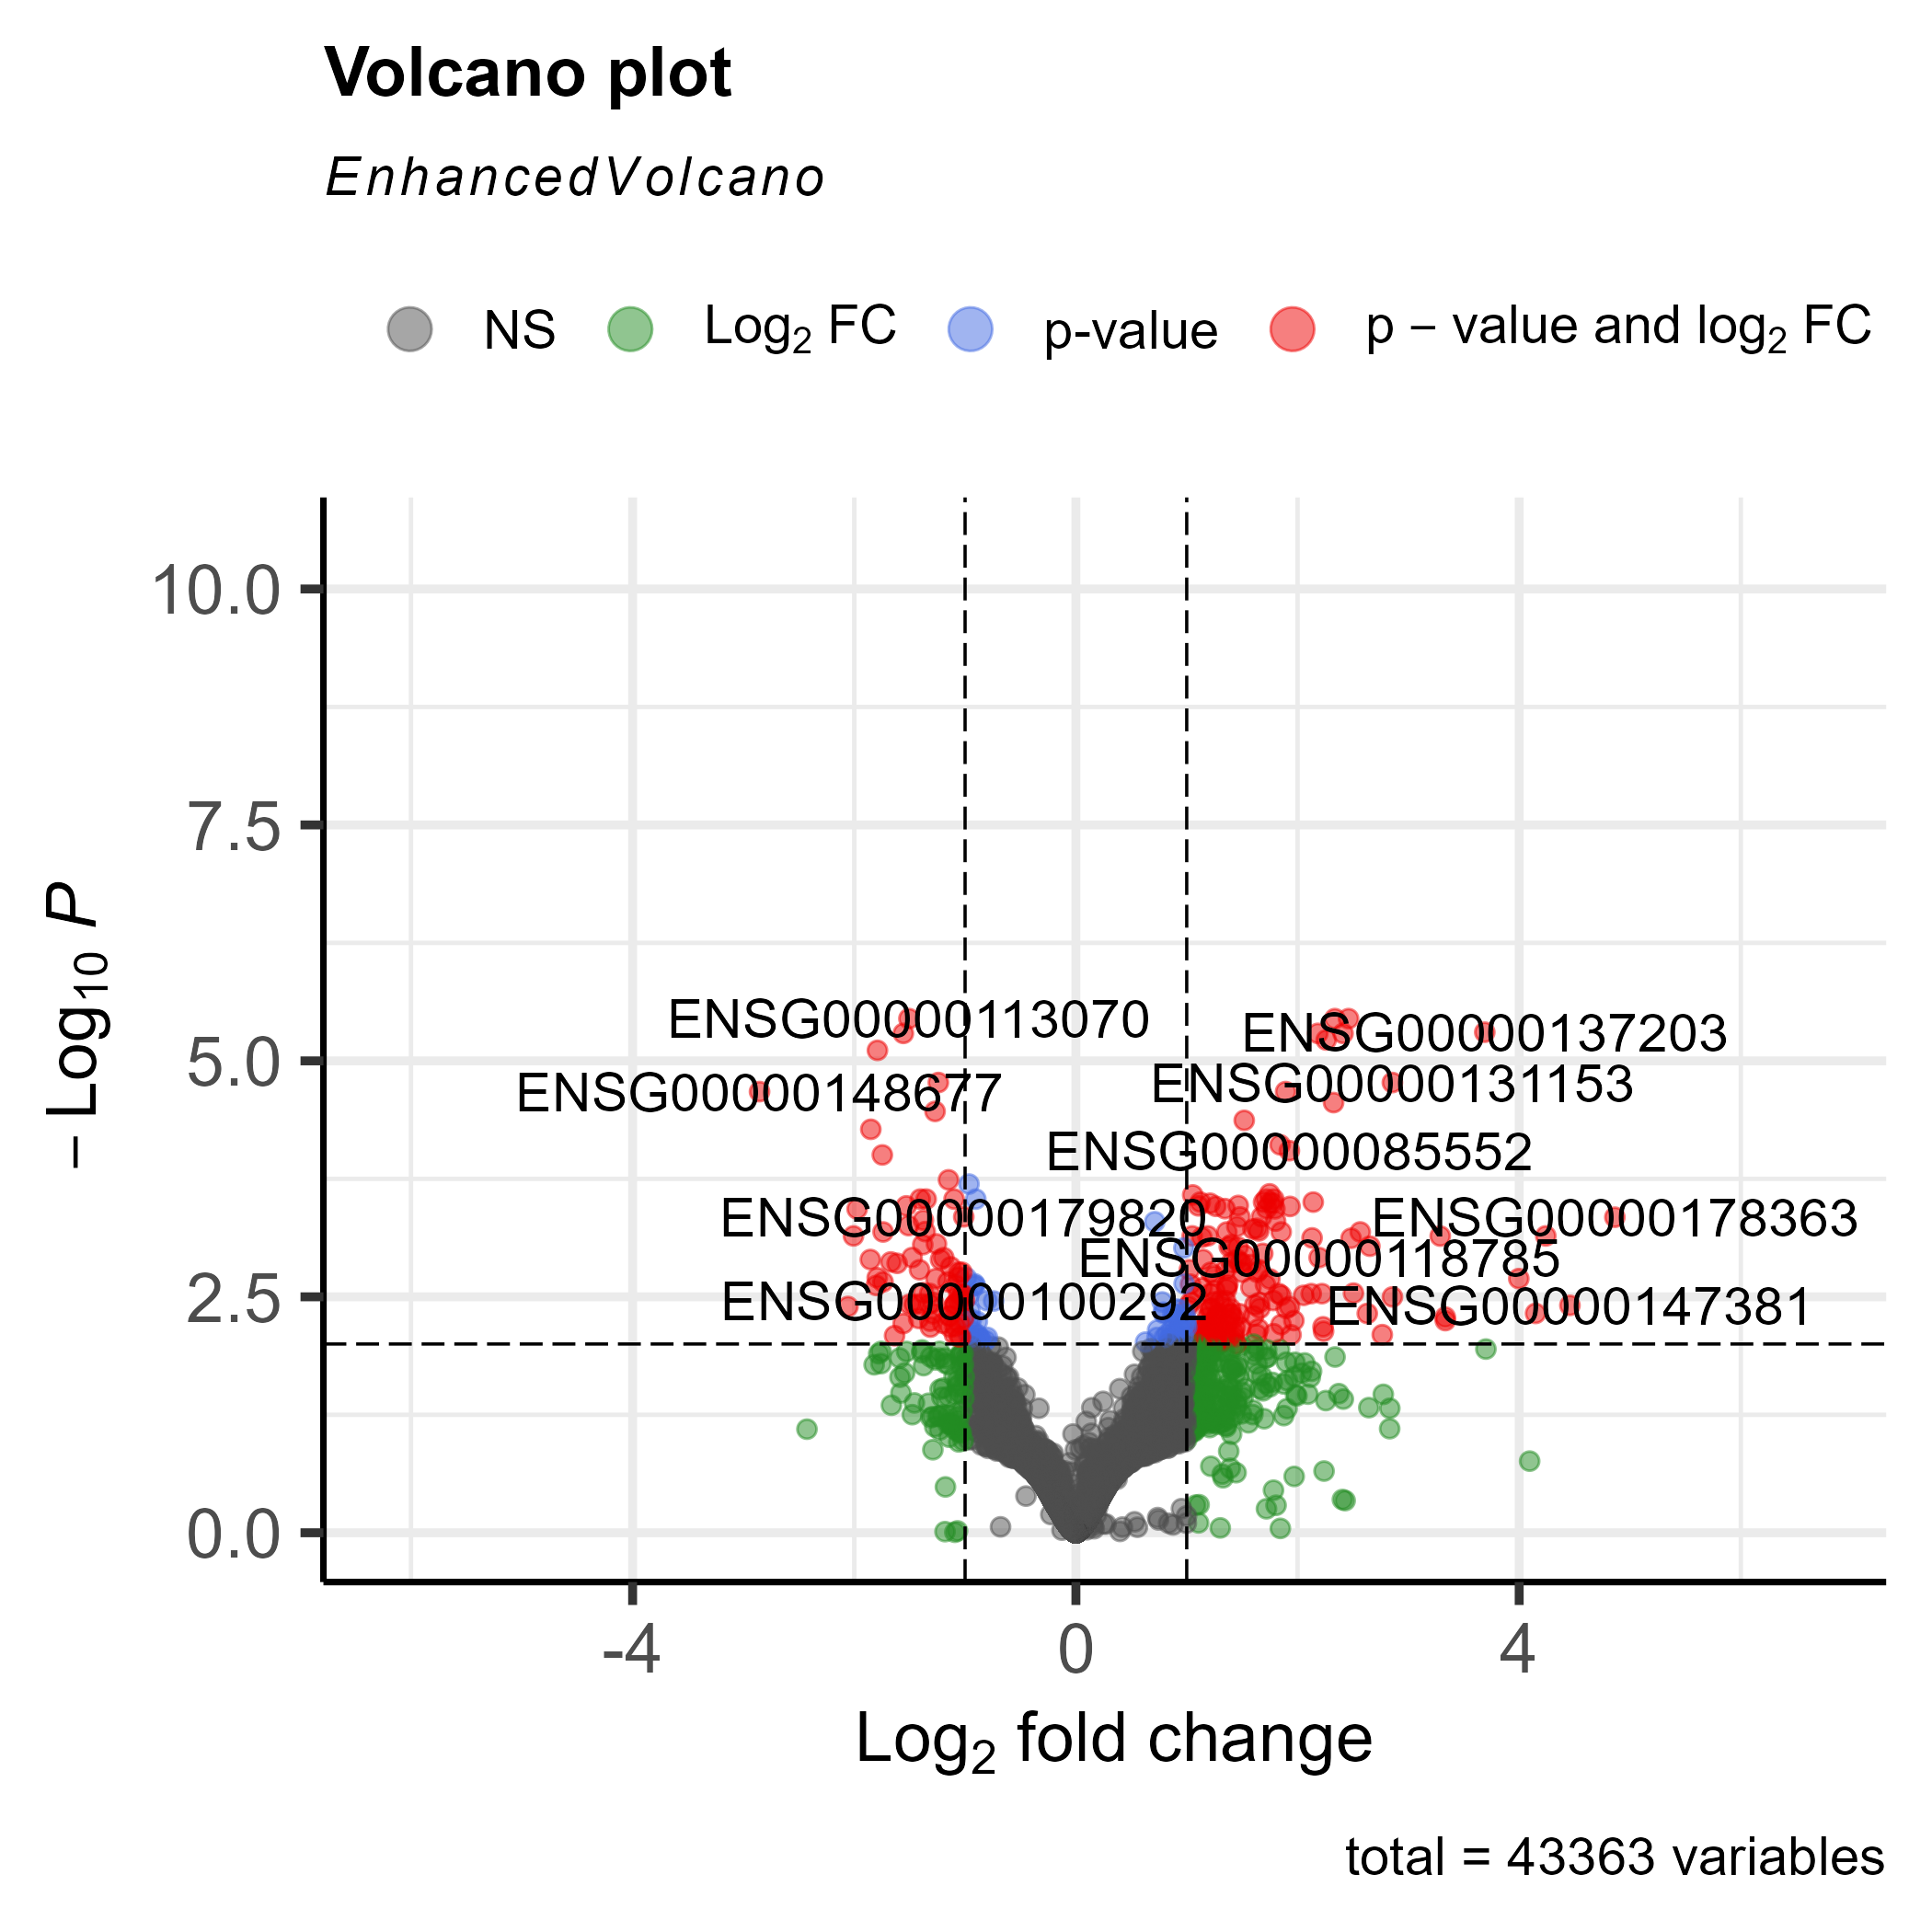 Volcano plot
EnhancedVolcano
NS Log2 FC p-value p − value and log2 FC
− Log10 P
10.0
7.5
5.0
2.5
0.0
ENSG00000113070
ENSG00000137203
ENSG00000148677
ENSG00000131153
ENSG00000085552
ENSG00000179820
ENSG00000178363
ENSG00000118785
ENSG00000100292
ENSG00000147381
-4 0 4
Log2 fold change
total = 43363 variables